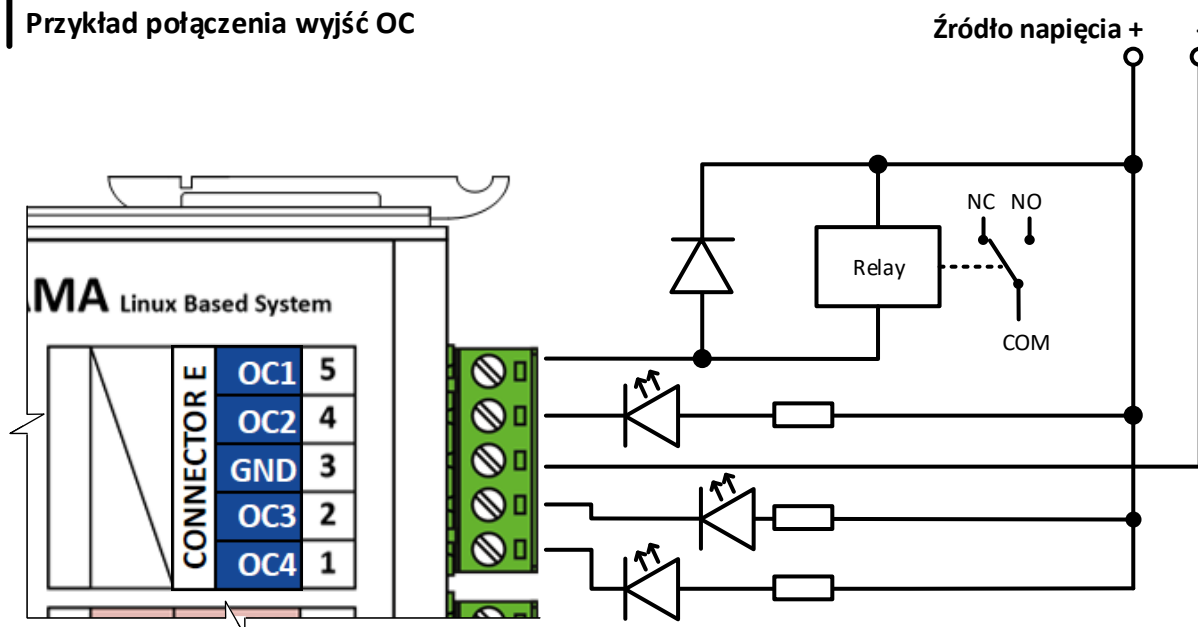 Przykład połączenia wyjść OC
Źródło napięcia + -
NC NO
Relay
COM
AMA Linux Based System
CONNECTOR E
OC1 5
OC2 4
GND 3
OC3 2
OC4 1